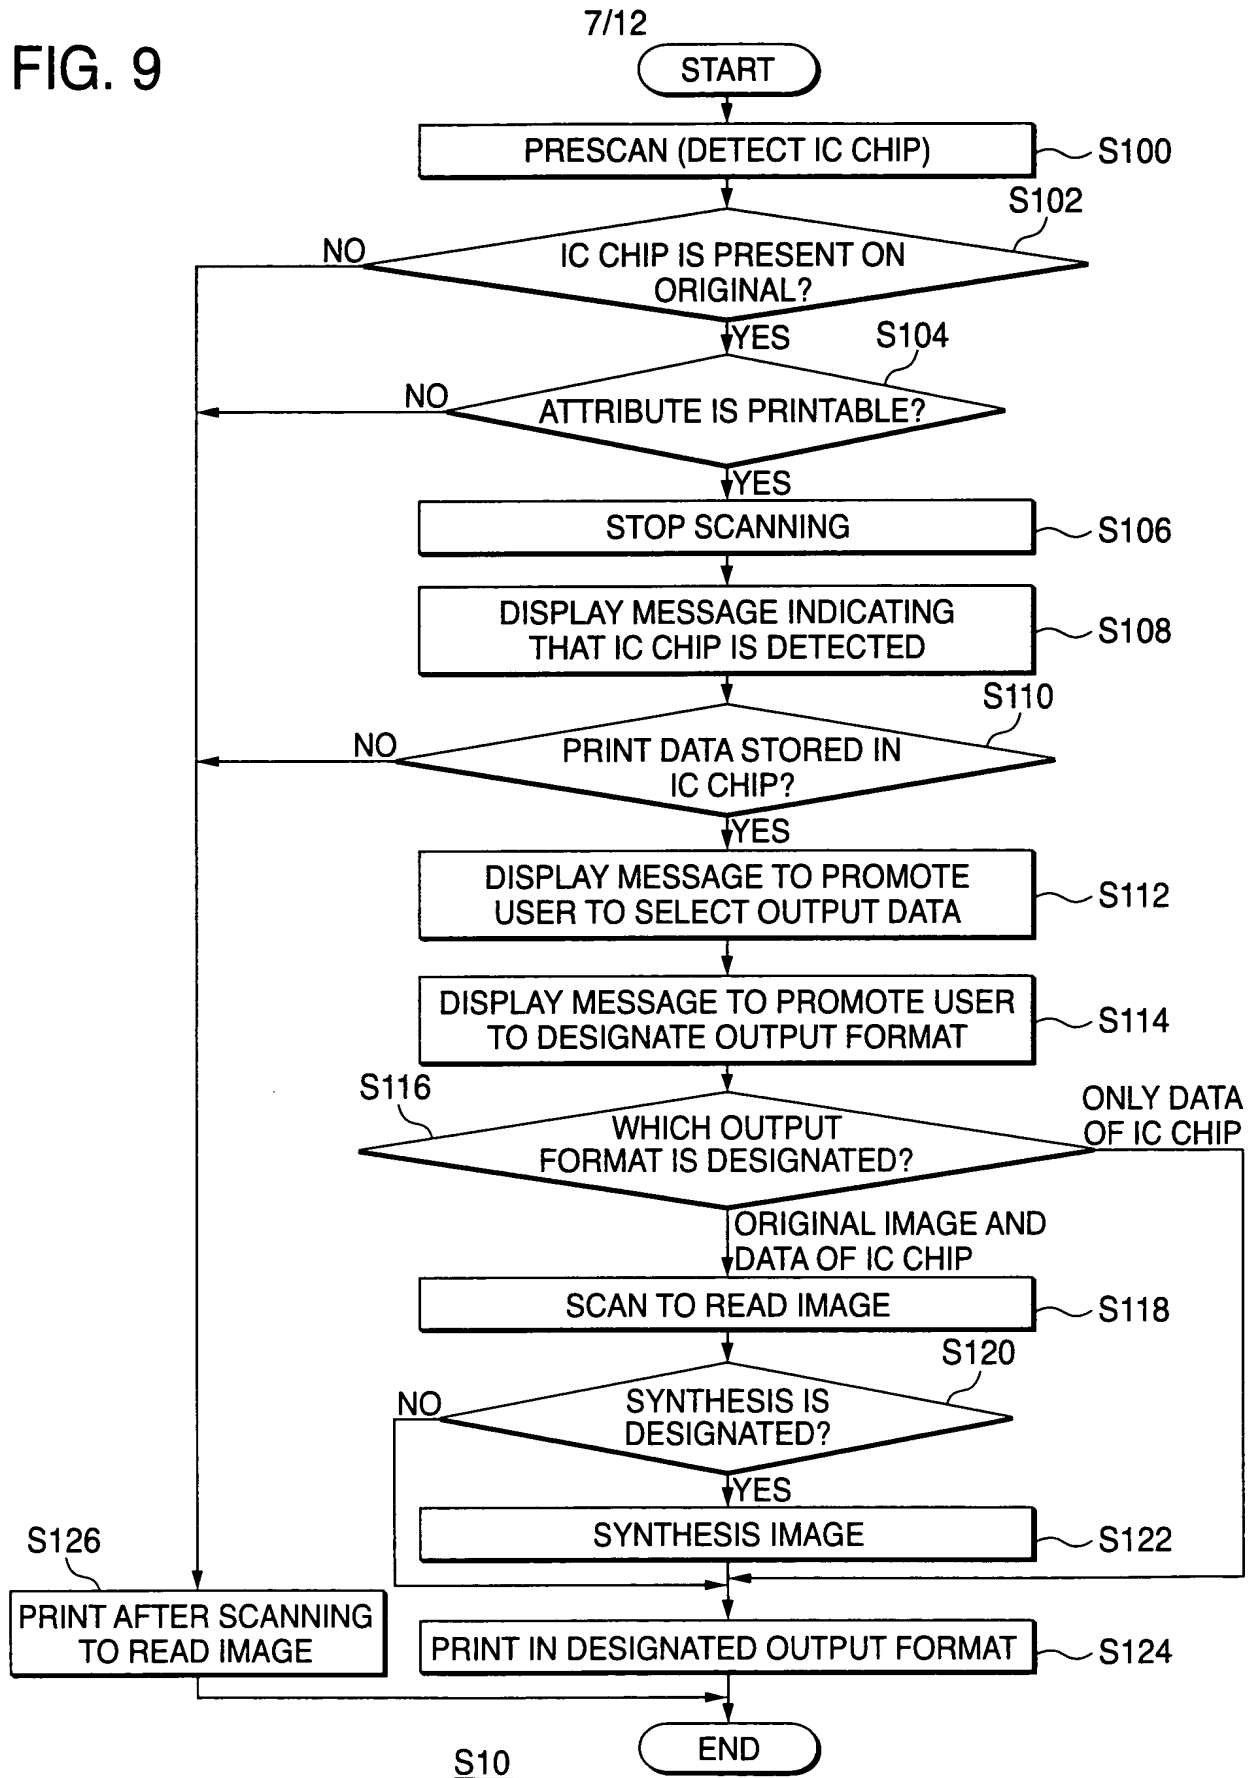 7/12
FIG. 9
START
PRESCAN (DETECT IC CHIP)
S100
S102
NO
IC CHIP IS PRESENT ON
ORIGINAL?
YES
S104
NO
ATTRIBUTE IS PRINTABLE?
YES
STOP SCANNING
S106
DISPLAY MESSAGE INDICATING
THAT IC CHIP IS DETECTED
S108
S110
NO
PRINT DATA STORED IN
IC CHIP?
YES
DISPLAY MESSAGE TO PROMOTE
USER TO SELECT OUTPUT DATA
S112
DISPLAY MESSAGE TO PROMOTE USER
TO DESIGNATE OUTPUT FORMAT
S114
S116
WHICH OUTPUT
FORMAT IS DESIGNATED?
ONLY DATA
OF IC CHIP
ORIGINAL IMAGE AND
DATA OF IC CHIP
SCAN TO READ IMAGE
S118
S120
NO
SYNTHESIS IS
DESIGNATED?
YES
SYNTHESIS IMAGE
S122
S126
PRINT AFTER SCANNING
TO READ IMAGE
PRINT IN DESIGNATED OUTPUT FORMAT
S124
END
S10